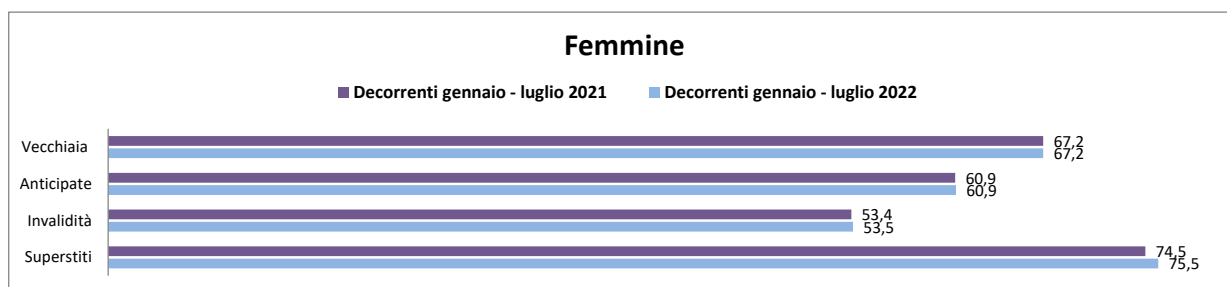 Femmine
Decorrenti gennaio - luglio 2021 Decorrenti gennaio - luglio 2022
Vecchiaia 67,2
67,2
Anticipate 60,9
60,9
Invalidità 53,4
53,5
Superstiti 74,5
75,5